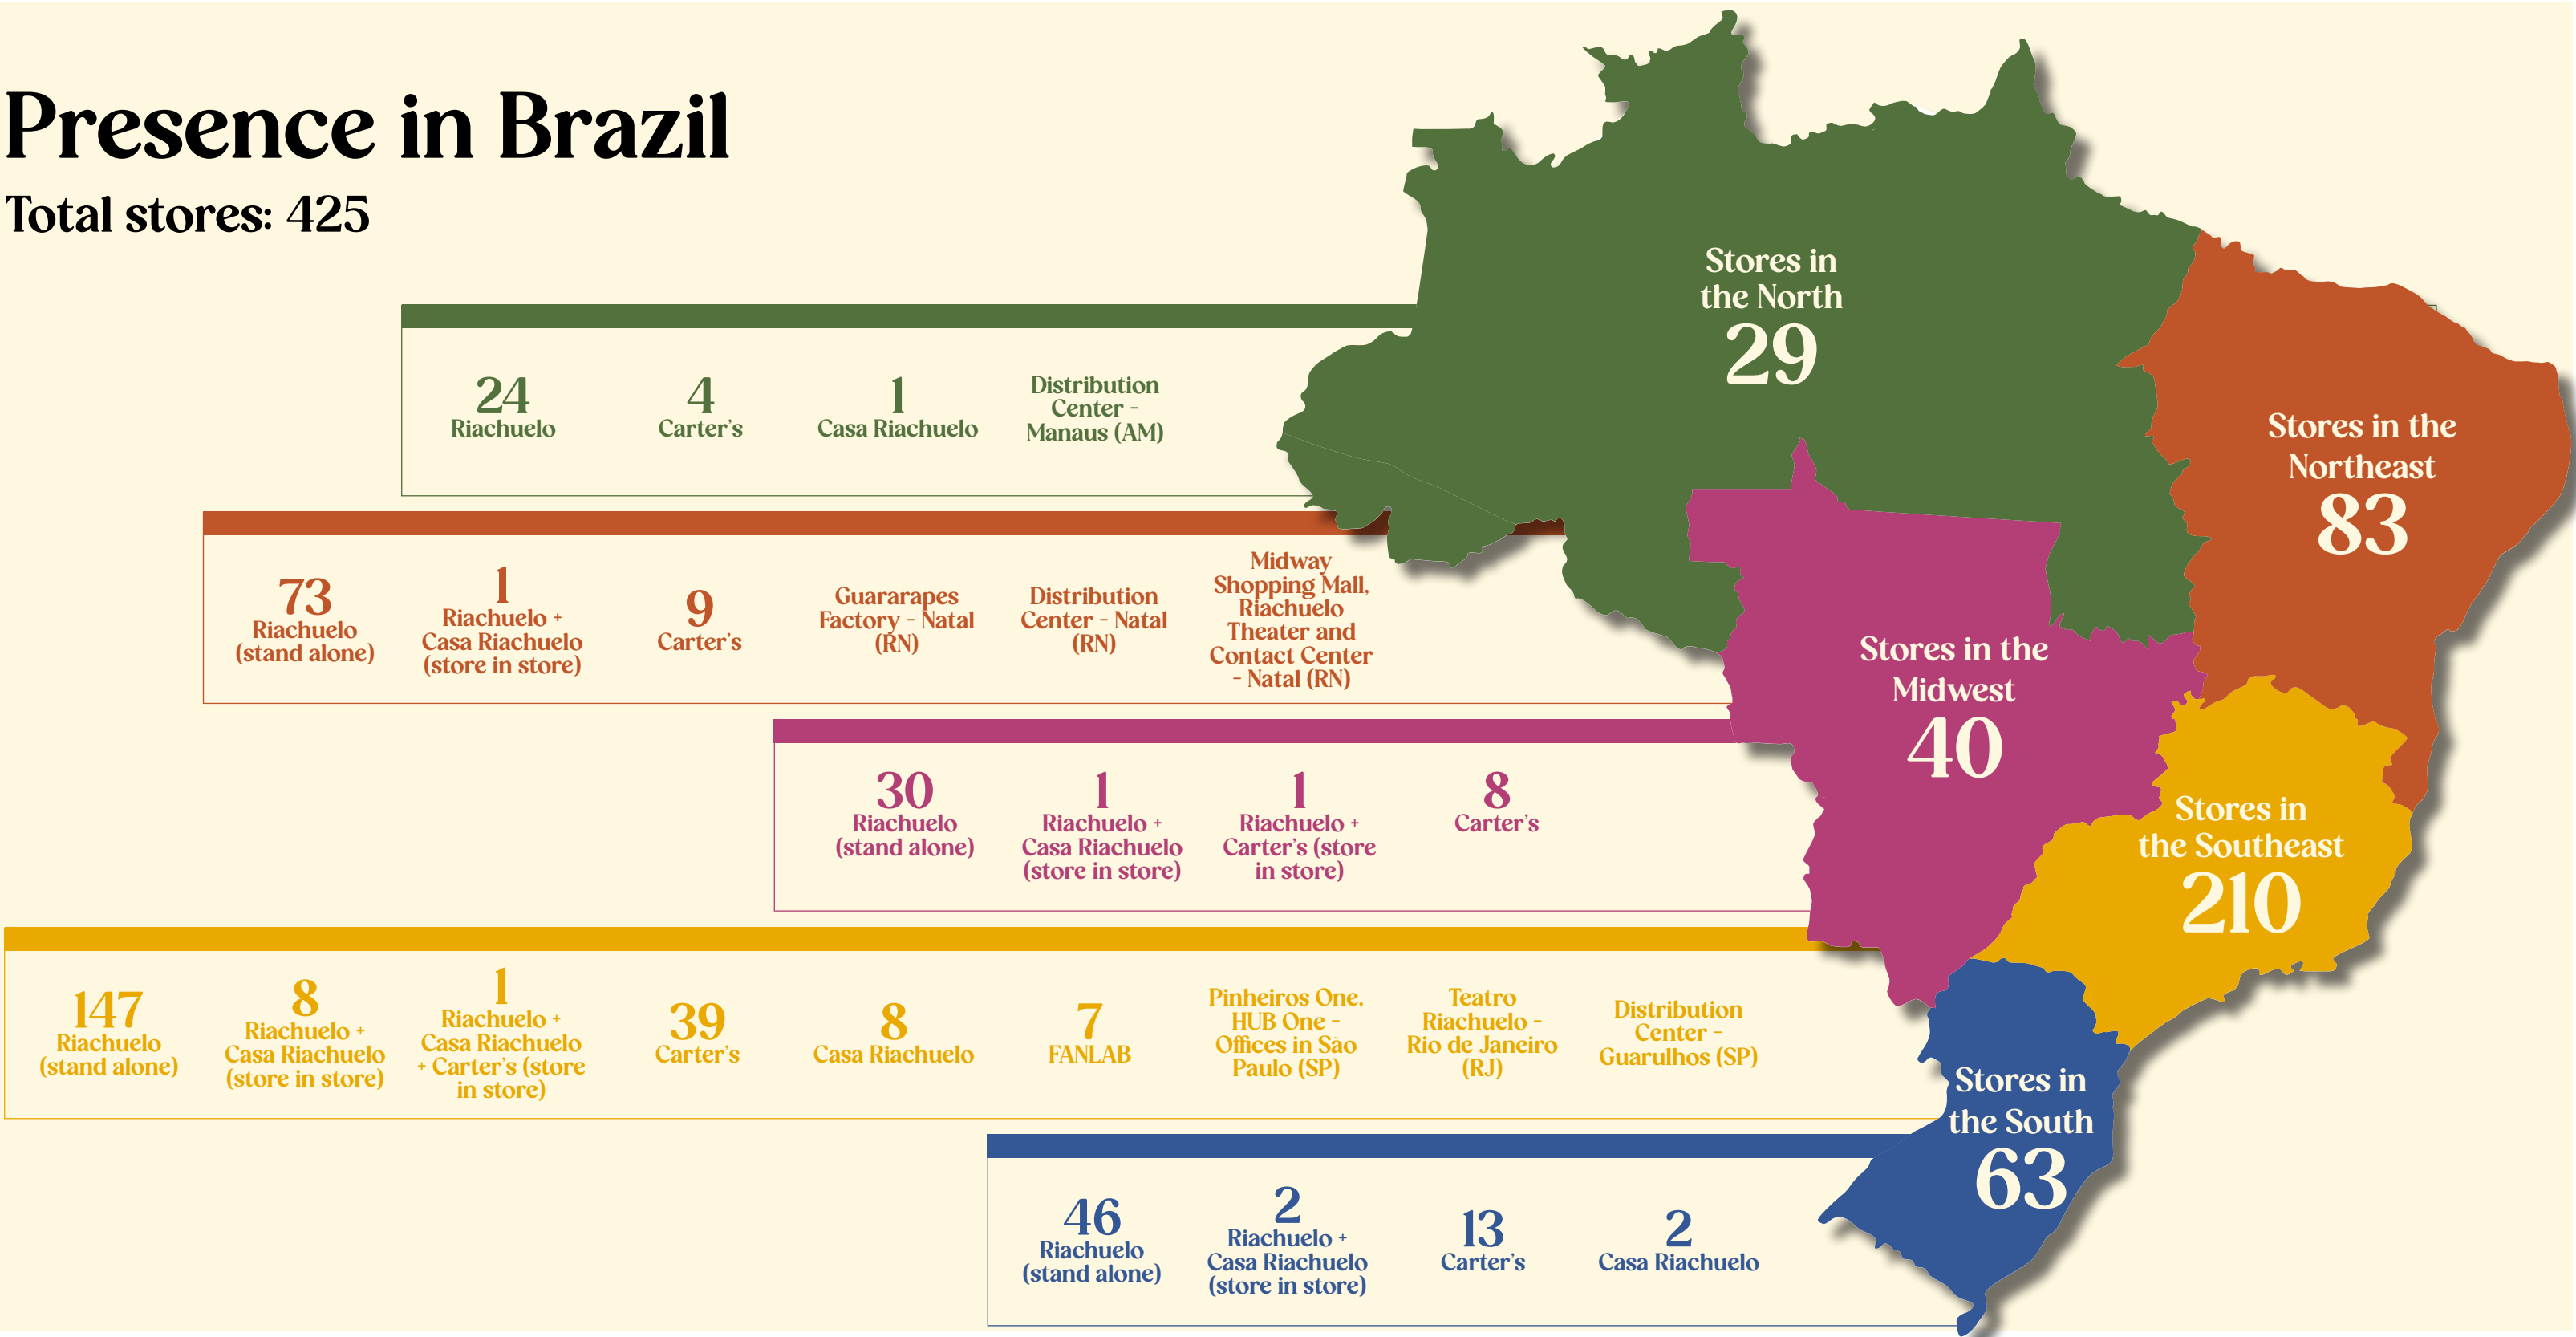 Presence in Brazil
Total stores: 425
Stores in
the North
29
24
Riachuelo
4
Carter's
1
Casa Riachuelo
Distribution
Center -
Manaus (AM)
Stores in the
Northeast
83
73
Riachuelo
(stand alone)
1
Riachuelo +
Casa Riachuelo
(store in store)
9
Carter's
Guararapes
Factory - Natal
(RN)
Distribution
Center - Natal
(RN)
Midway
Shopping Mall,
Riachuelo
Theater and
Contact Center
- Natal (RN)
Stores in the
Midwest
40
30
Riachuelo
(stand alone)
1
Riachuelo +
Casa Riachuelo
(store in store)
1
Riachuelo +
Carter's (store
in store)
8
Carter's
Stores in
the Southeast
210
147
Riachuelo
(stand alone)
8
Riachuelo +
Casa Riachuelo
(store in store)
1
Riachuelo +
Casa Riachuelo
+ Carter's (store
in store)
39
Carter's
8
Casa Riachuelo
7
FANLAB
Pinheiros One,
HUB One -
Offices in São
Paulo (SP)
Teatro
Riachuelo -
Rio de Janeiro
(RJ)
Distribution
Center -
Guarulhos (SP)
Stores in
the South
63
46
Riachuelo
(stand alone)
2
Riachuelo +
Casa Riachuelo
(store in store)
13
Carter's
2
Casa Riachuelo